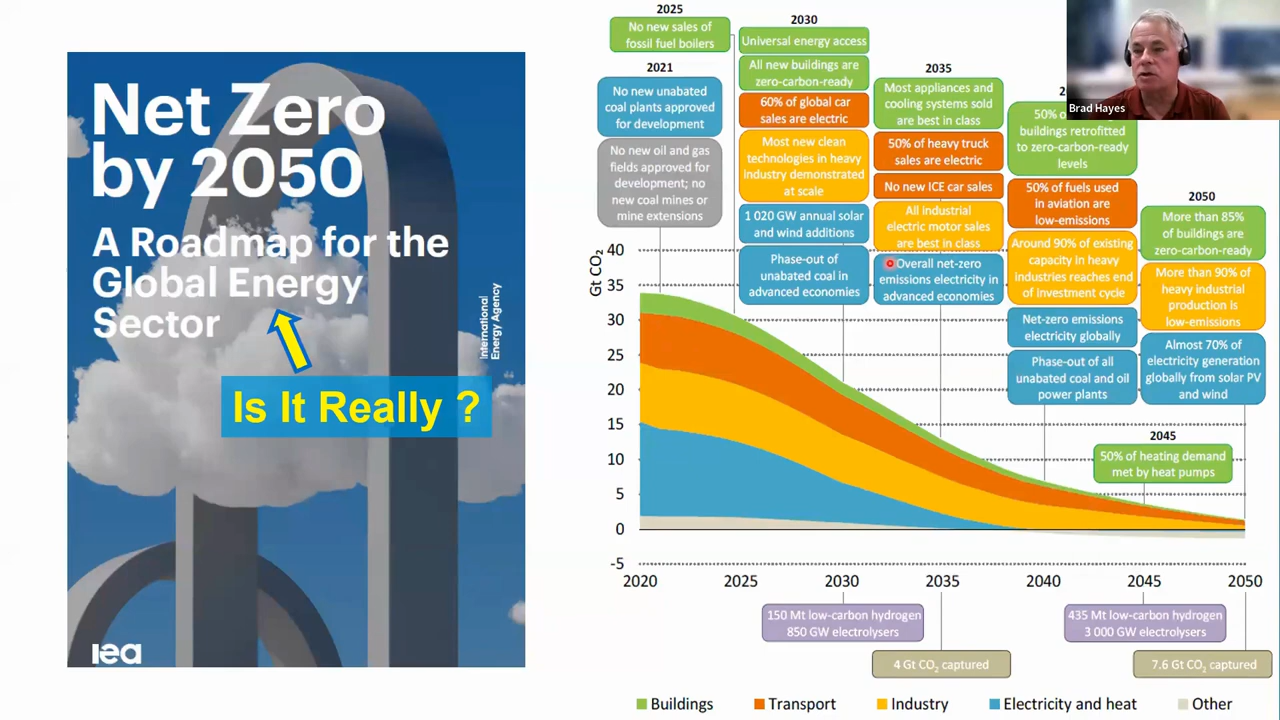 Net Zero
by 2050
A Roadmap for the
Global Energy
Sector
International
Energy Agency
Is It Really ?
iea
2025
No new sales of
fossil fuel boilers
2021
No new unabated
coal plants approved
for development
No new oil and gas
fields approved for
development; no
new coal mines or
mine extensions
2030
Universal energy access
All new buildings are
zero-carbon-ready
60% of global car
sales are electric
Most new clean
technologies in heavy
industry demonstrated
at scale
1 020 GW annual solar
and wind additions
Phase-out of
unabated coal in
advanced economies
2035
Most appliances and
cooling systems sold
are best in class
50% of heavy truck
sales are electric
No new ICE car sales
All industrial
electric motor sales
are best in class
Overall net-zero
emissions electricity in
advanced economies
Brad Hayes
50% of
buildings retrofitted
to zero-carbon-ready
levels
50% of fuels used
in aviation are
low-emissions
Around 90% of existing
capacity in heavy
industries reaches end
of investment cycle
Net-zero emissions
electricity globally
Phase-out of all
unabated coal and oil
power plants
2050
More than 85%
of buildings are
zero-carbon-ready
More than 90% of
heavy industrial
production is
low-emissions
Almost 70% of
electricity generation
globally from solar PV
and wind
2045
50% of heating demand
met by heat pumps
Gt CO₂
40
35
30
25
20
15
10
5
0
-5
2020 2025 2030 2035 2040 2045 2050
150 Mt low-carbon hydrogen
850 GW electrolysers
435 Mt low-carbon hydrogen
3 000 GW electrolysers
4 Gt CO₂ captured
7.6 Gt CO₂ captured
Buildings Transport Industry Electricity and heat Other